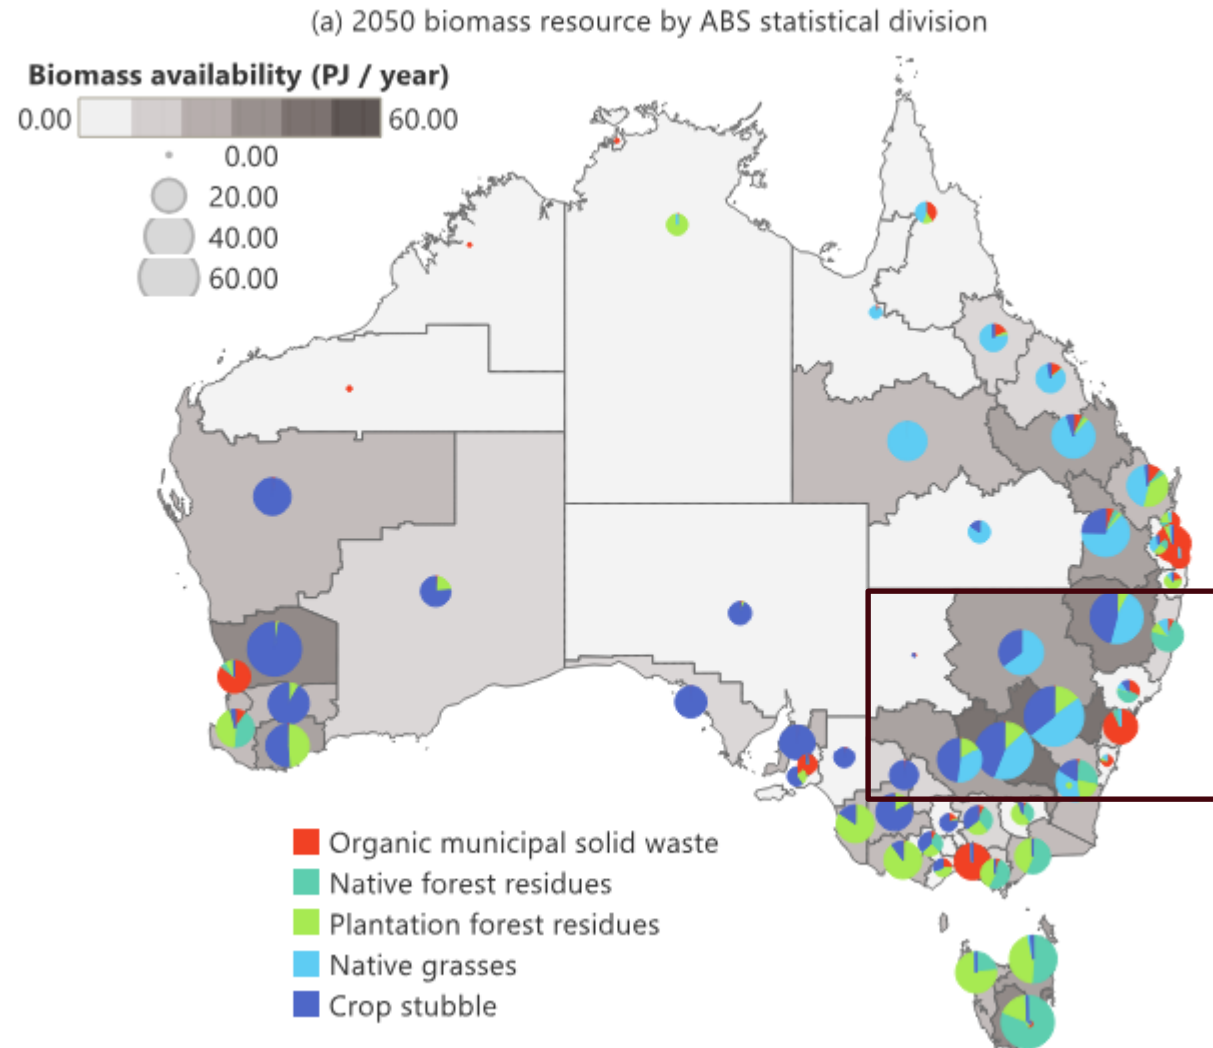 (a) 2050 biomass resource by ABS statistical division
Biomass availability (PJ / year)
0.00 60.00
0.00
20.00
40.00
60.00
Organic municipal solid waste
Native forest residues
Plantation forest residues
Native grasses
Crop stubble